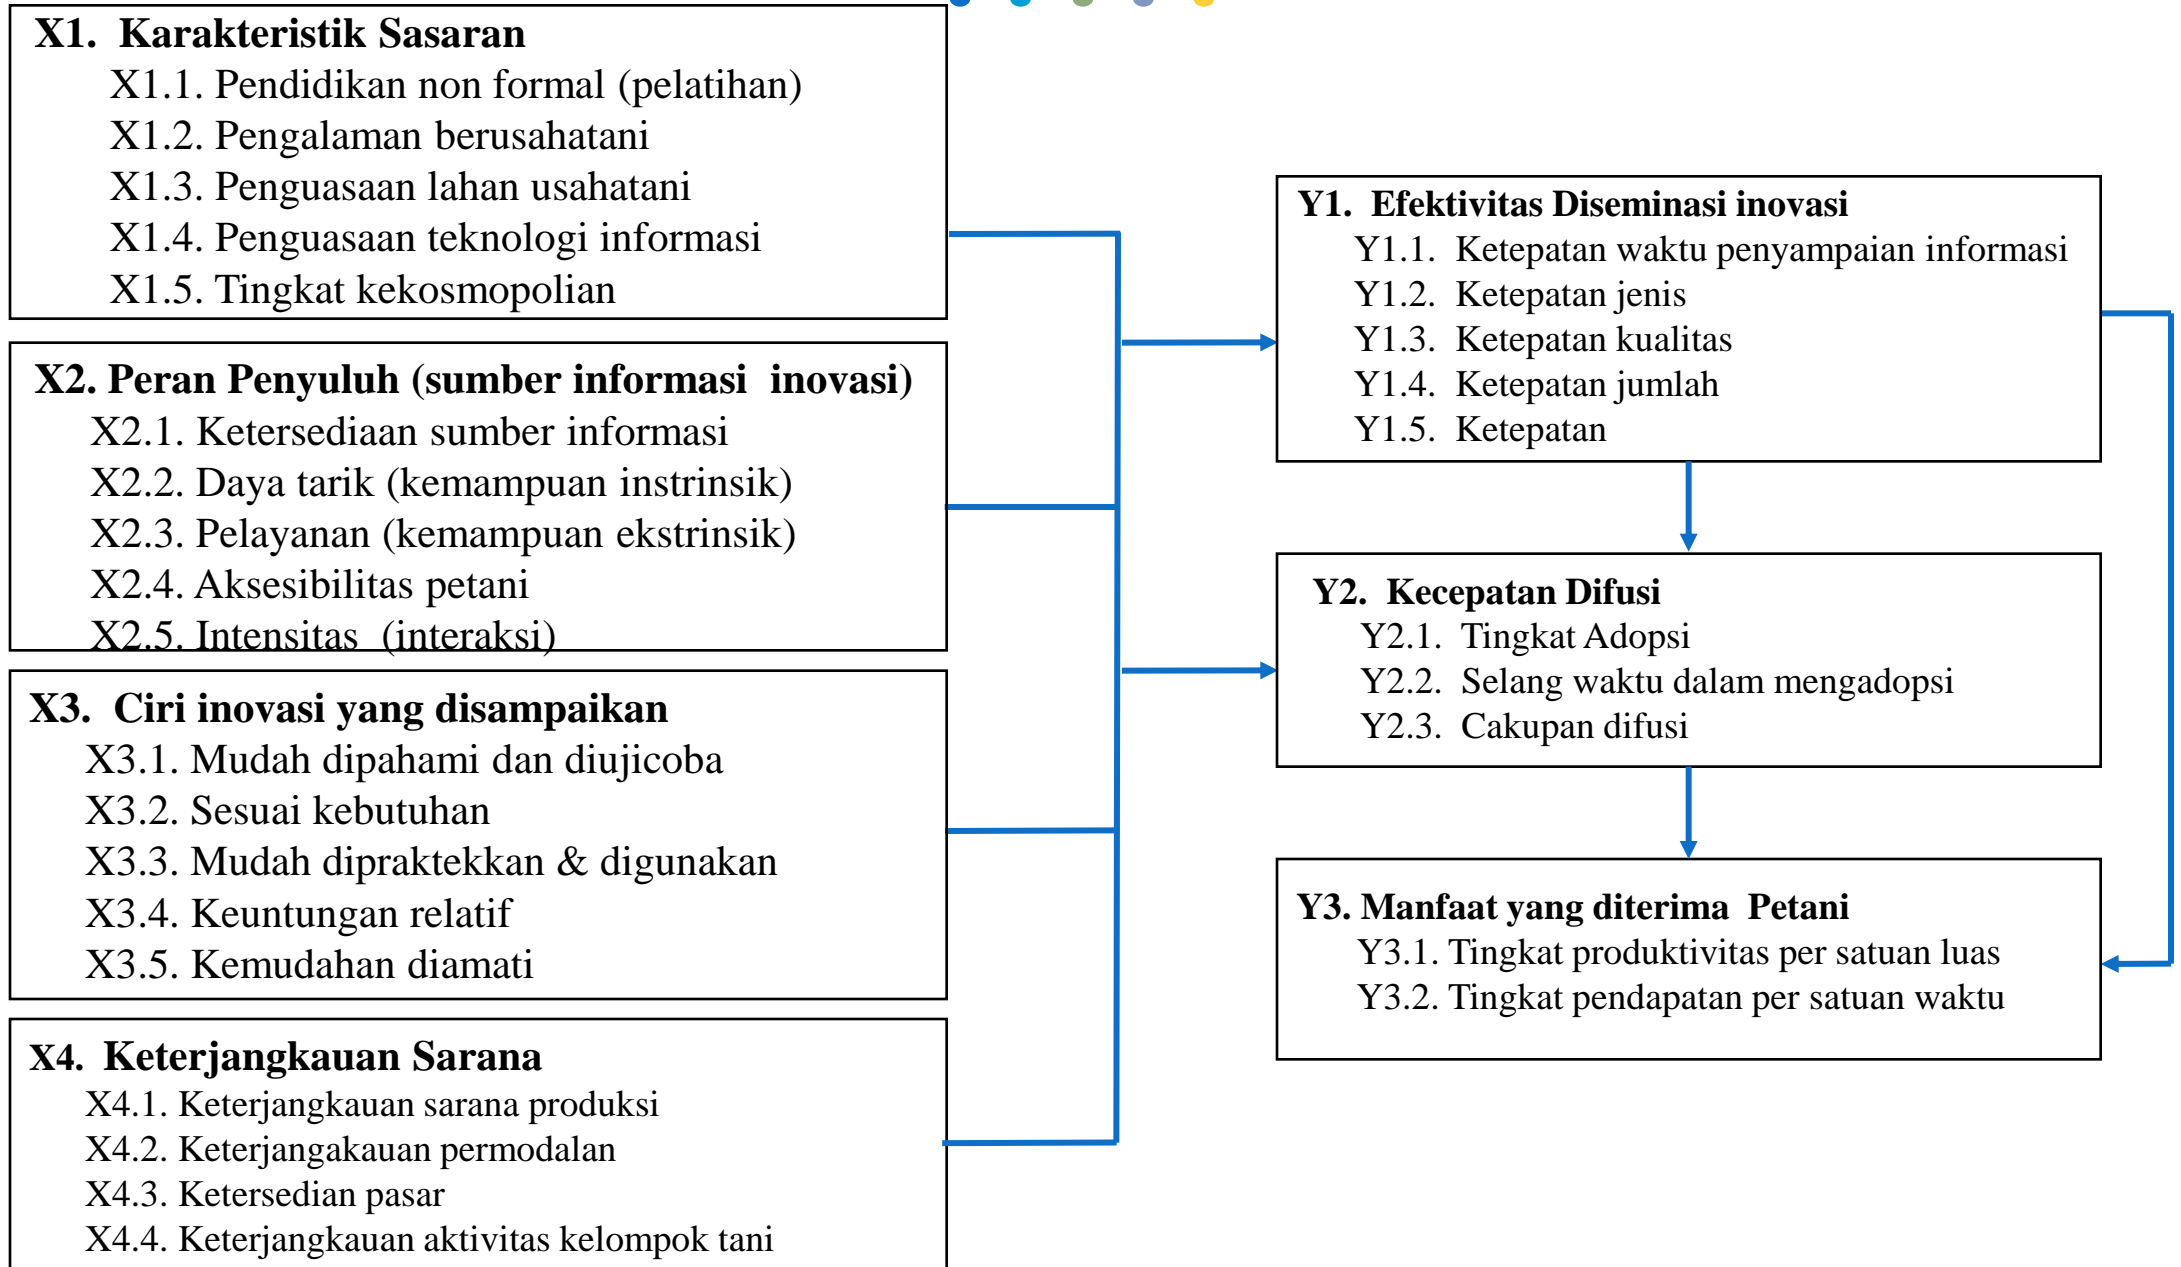 X1. Karakteristik Sasaran
X1.1. Pendidikan non formal (pelatihan)
X1.2. Pengalaman berusahatani
X1.3. Penguasaan lahan usahatani
X1.4. Penguasaan teknologi informasi
X1.5. Tingkat kekosmopolian
X2. Peran Penyuluh (sumber informasi inovasi)
X2.1. Ketersediaan sumber informasi
X2.2. Daya tarik (kemampuan instrinsik)
X2.3. Pelayanan (kemampuan ekstrinsik)
X2.4. Aksesibilitas petani
X2.5. Intensitas (interaksi)
X3. Ciri inovasi yang disampaikan
X3.1. Mudah dipahami dan diujicoba
X3.2. Sesuai kebutuhan
X3.3. Mudah dipraktekkan & digunakan
X3.4. Keuntungan relatif
X3.5. Kemudahan diamati
X4. Keterjangkauan Sarana
X4.1. Keterjangkauan sarana produksi
X4.2. Keterjangakauan permodalan
X4.3. Ketersedian pasar
X4.4. Keterjangkauan aktivitas kelompok tani
Y1. Efektivitas Diseminasi inovasi
Y1.1. Ketepatan waktu penyampaian informasi
Y1.2. Ketepatan jenis
Y1.3. Ketepatan kualitas
Y1.4. Ketepatan jumlah
Y1.5. Ketepatan
Y2. Kecepatan Difusi
Y2.1. Tingkat Adopsi
Y2.2. Selang waktu dalam mengadopsi
Y2.3. Cakupan difusi
Y3. Manfaat yang diterima Petani
Y3.1. Tingkat produktivitas per satuan luas
Y3.2. Tingkat pendapatan per satuan waktu